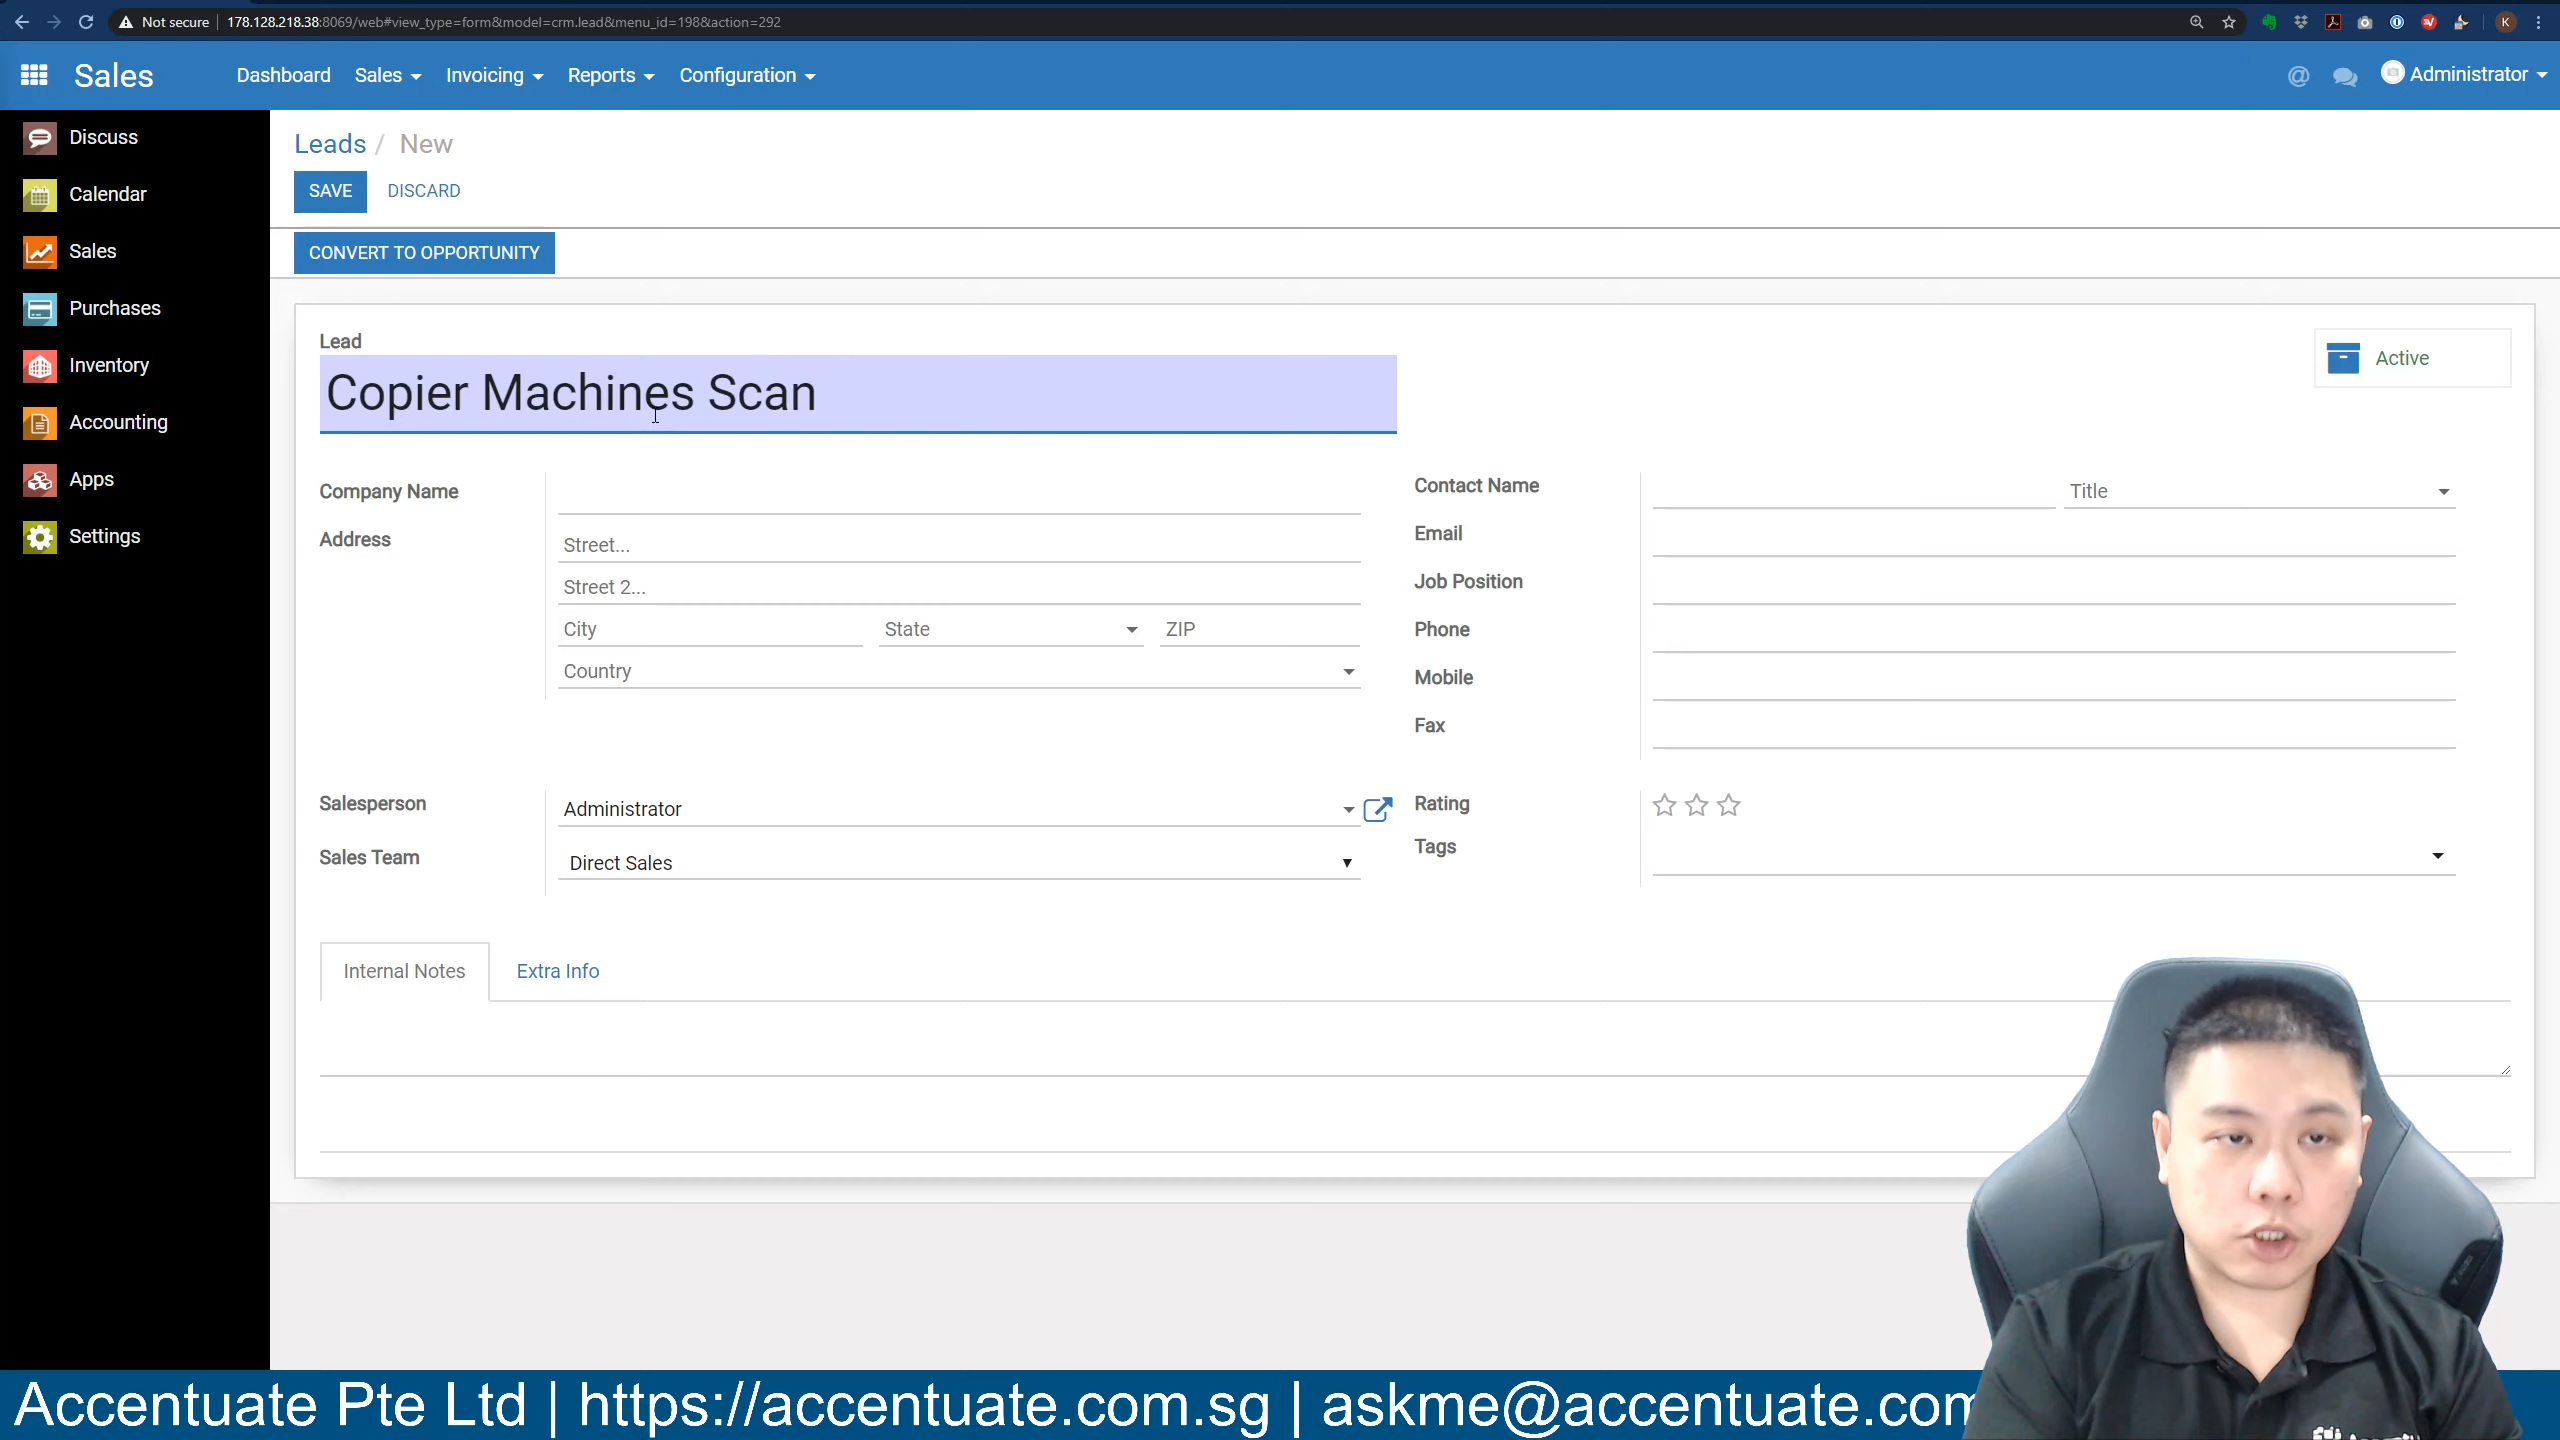 Not secure 178.128.218.38:8069/web#view_type=form&model=crm.lead&menu_id=198&action=292
K
Sales Dashboard Sales Invoicing Reports Configuration @ Administrator
Discuss
Calendar
Sales
Purchases
Inventory
Accounting
Apps
Settings
Leads / New
SAVE DISCARD
CONVERT TO OPPORTUNITY
Lead
Copier Machines Scan
Active
Company Name
Address
Street...
Street 2...
City State ZIP
Country
Contact Name Title
Email
Job Position
Phone
Mobile
Fax
Salesperson Administrator
Sales Team Direct Sales
Rating
Tags
Internal Notes Extra Info
Accentuate Pte Ltd | https://accentuate.com.sg | askme@accentuate.com